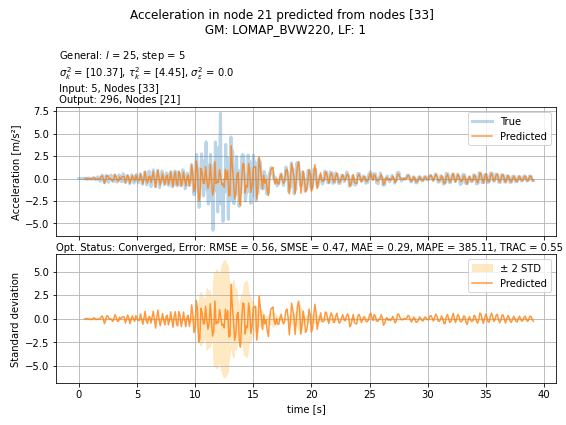 Acceleration in node 21 predicted from nodes [33]
GM: LOMAP_BVW220, LF: 1
General: l = 25, step = 5
σ²ₖ = [10.37], τ²ₖ = [4.45], σ²ε = 0.0
Input: 5, Nodes [33]
Output: 296, Nodes [21]
Acceleration [m/s²]
7.5
5.0
2.5
0.0
−2.5
−5.0
True
Predicted
Opt. Status: Converged, Error: RMSE = 0.56, SMSE = 0.47, MAE = 0.29, MAPE = 385.11, TRAC = 0.55
Standard deviation
5.0
2.5
0.0
−2.5
−5.0
± 2 STD
Predicted
0 5 10 15 20 25 30 35 40
time [s]